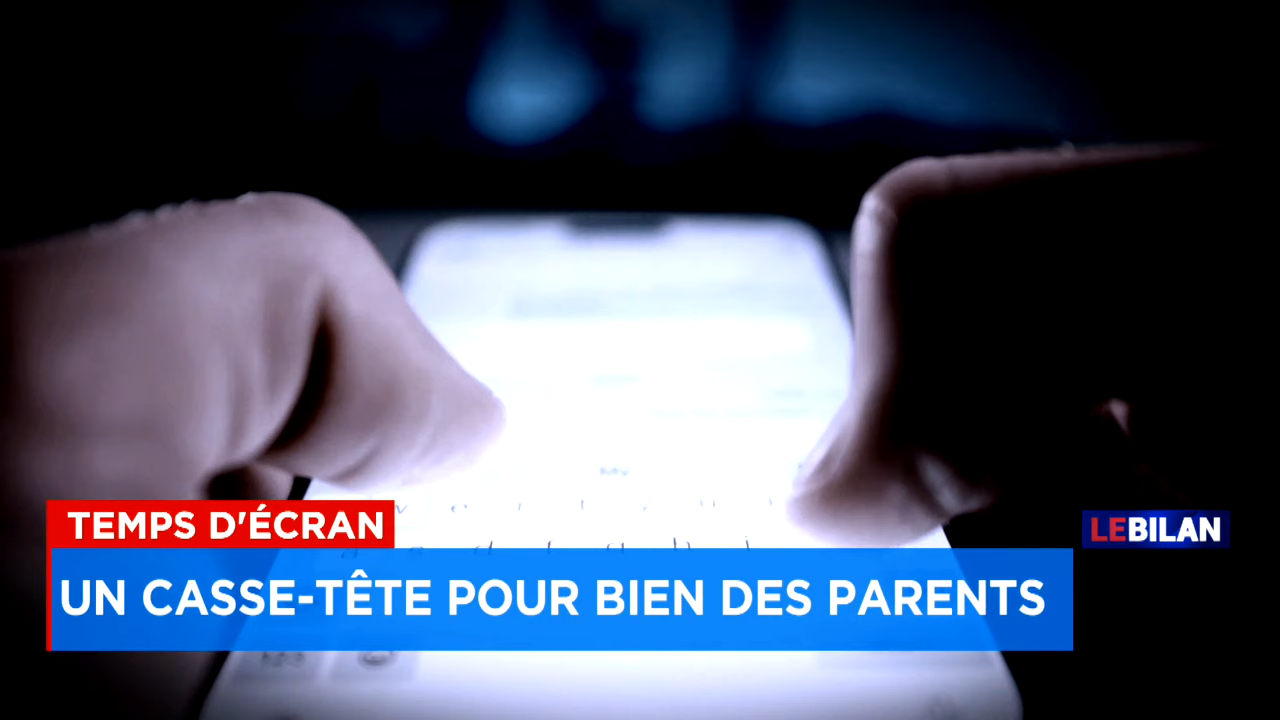 TEMPS D'ÉCRAN
UN CASSE-TÊTE POUR BIEN DES PARENTS
LEBILAN